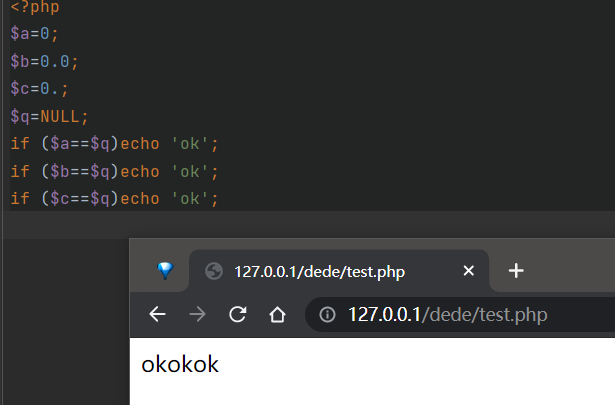 <?php
$a=0;
$b=0.0;
$c=0.;
$q=NULL;
if ($a==$q)echo 'ok';
if ($b==$q)echo 'ok';
if ($c==$q)echo 'ok';
127.0.0.1/dede/test.php
127.0.0.1/dede/test.php
okokok